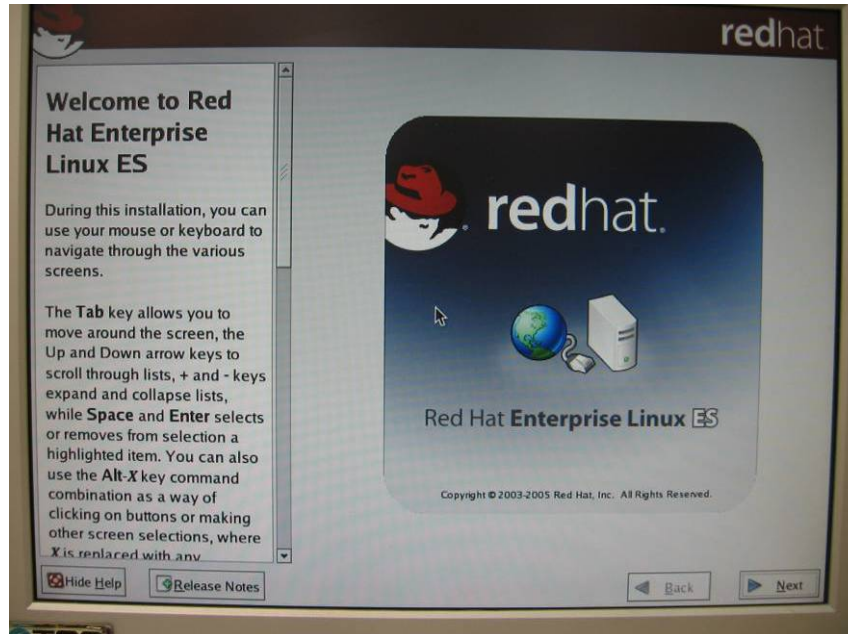 redhat.
Welcome to Red
Hat Enterprise
Linux ES
During this installation, you can
use your mouse or keyboard to
navigate through the various
screens.
The Tab key allows you to
move around the screen, the
Up and Down arrow keys to
scroll through lists, + and - keys
expand and collapse lists,
while Space and Enter selects
or removes from selection a
highlighted item. You can also
use the Alt-X key command
combination as a way of
clicking on buttons or making
other screen selections, where
X is replaced with any
redhat.
Red Hat Enterprise Linux ES
Copyright © 2003-2005 Red Hat, Inc. All Rights Reserved.
Hide Help
Release Notes
Back
Next